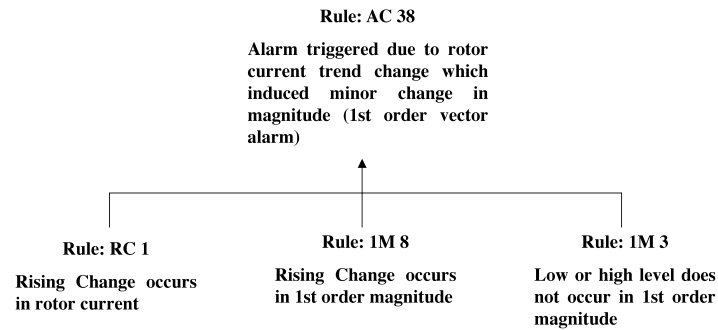 Rule: AC 38
Alarm triggered due to rotor
current trend change which
induced minor change in
magnitude (1st order vector
alarm)
Rule: RC 1
Rising Change occurs
in rotor current
Rule: 1M 8
Rising Change occurs
in 1st order magnitude
Rule: 1M 3
Low or high level does
not occur in 1st order
magnitude